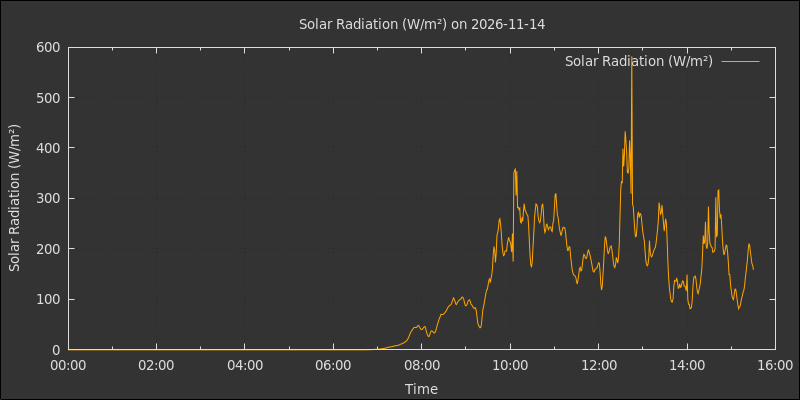 Solar Radiation (W/m²) on 2026-11-14
Solar Radiation (W/m²)
600
500
400
300
200
100
0
Solar Radiation (W/m²)
00:00 02:00 04:00 06:00 08:00 10:00 12:00 14:00 16:00
Time